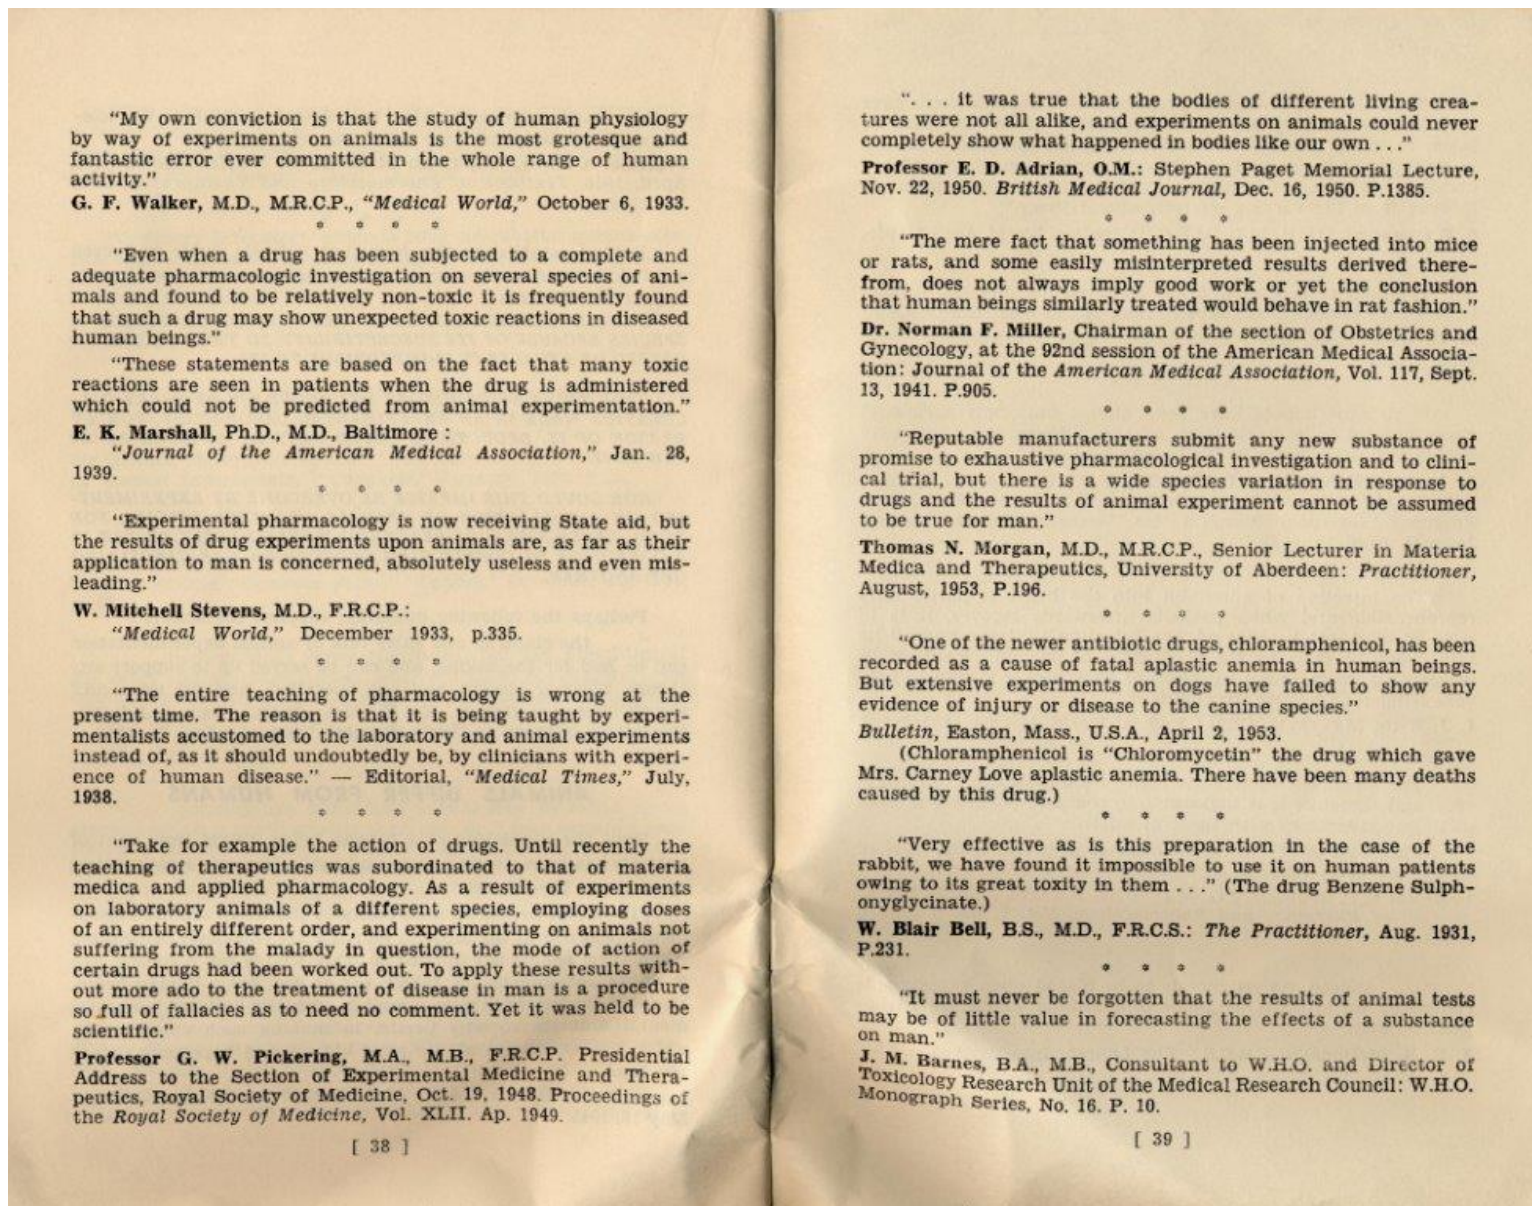 “My own conviction is that the study of human physiology
by way of experiments on animals is the most grotesque and
fantastic error ever committed in the whole range of human
activity.”
G. F. Walker, M.D., M.R.C.P., “Medical World,” October 6, 1933.
* * * *
“Even when a drug has been subjected to a complete and
adequate pharmacologic investigation on several species of ani-
mals and found to be relatively non-toxic it is frequently found
that such a drug may show unexpected toxic reactions in diseased
human beings.”
“These statements are based on the fact that many toxic
reactions are seen in patients when the drug is administered
which could not be predicted from animal experimentation.”
E. K. Marshall, Ph.D., M.D., Baltimore :
“Journal of the American Medical Association,” Jan. 28,
1939.
* * * *
“Experimental pharmacology is now receiving State aid, but
the results of drug experiments upon animals are, as far as their
application to man is concerned, absolutely useless and even mis-
leading.”
W. Mitchell Stevens, M.D., F.R.C.P.:
“Medical World,” December 1933, p.335.
* * * *
“The entire teaching of pharmacology is wrong at the
present time. The reason is that it is being taught by experi-
mentalists accustomed to the laboratory and animal experiments
instead of, as it should undoubtedly be, by clinicians with experi-
ence of human disease.” — Editorial, “Medical Times,” July,
1938.
* * * *
“Take for example the action of drugs. Until recently the
teaching of therapeutics was subordinated to that of materia
medica and applied pharmacology. As a result of experiments
on laboratory animals of a different species, employing doses
of an entirely different order, and experimenting on animals not
suffering from the malady in question, the mode of action of
certain drugs had been worked out. To apply these results with-
out more ado to the treatment of disease in man is a procedure
so full of fallacies as to need no comment. Yet it was held to be
scientific.”
Professor G. W. Pickering, M.A., M.B., F.R.C.P. Presidential
Address to the Section of Experimental Medicine and Thera-
peutics, Royal Society of Medicine, Oct. 19, 1948. Proceedings of
the Royal Society of Medicine, Vol. XLII. Ap. 1949.
[ 38 ]
“. . . it was true that the bodies of different living crea-
tures were not all alike, and experiments on animals could never
completely show what happened in bodies like our own . . .”
Professor E. D. Adrian, O.M.: Stephen Paget Memorial Lecture,
Nov. 22, 1950. British Medical Journal, Dec. 16, 1950. P.1385.
* * * *
“The mere fact that something has been injected into mice
or rats, and some easily misinterpreted results derived there-
from, does not always imply good work or yet the conclusion
that human beings similarly treated would behave in rat fashion.”
Dr. Norman F. Miller, Chairman of the section of Obstetrics and
Gynecology, at the 92nd session of the American Medical Associa-
tion: Journal of the American Medical Association, Vol. 117, Sept.
13, 1941. P.905.
* * * *
“Reputable manufacturers submit any new substance of
promise to exhaustive pharmacological investigation and to clini-
cal trial, but there is a wide species variation in response to
drugs and the results of animal experiment cannot be assumed
to be true for man.”
Thomas N. Morgan, M.D., M.R.C.P., Senior Lecturer in Materia
Medica and Therapeutics, University of Aberdeen: Practitioner,
August, 1953, P.196.
* * * *
“One of the newer antibiotic drugs, chloramphenicol, has been
recorded as a cause of fatal aplastic anemia in human beings.
But extensive experiments on dogs have failed to show any
evidence of injury or disease to the canine species.”
Bulletin, Easton, Mass., U.S.A., April 2, 1953.
(Chloramphenicol is “Chloromycetin” the drug which gave
Mrs. Carney Love aplastic anemia. There have been many deaths
caused by this drug.)
* * * *
“Very effective as is this preparation in the case of the
rabbit, we have found it impossible to use it on human patients
owing to its great toxity in them . . .” (The drug Benzene Sulph-
onyglycinate.)
W. Blair Bell, B.S., M.D., F.R.C.S.: The Practitioner, Aug. 1931,
P.231.
* * * *
“It must never be forgotten that the results of animal tests
may be of little value in forecasting the effects of a substance
on man.”
J. M. Barnes, B.A., M.B., Consultant to W.H.O. and Director of
Toxicology Research Unit of the Medical Research Council: W.H.O.
Monograph Series, No. 16. P. 10.
[ 39 ]